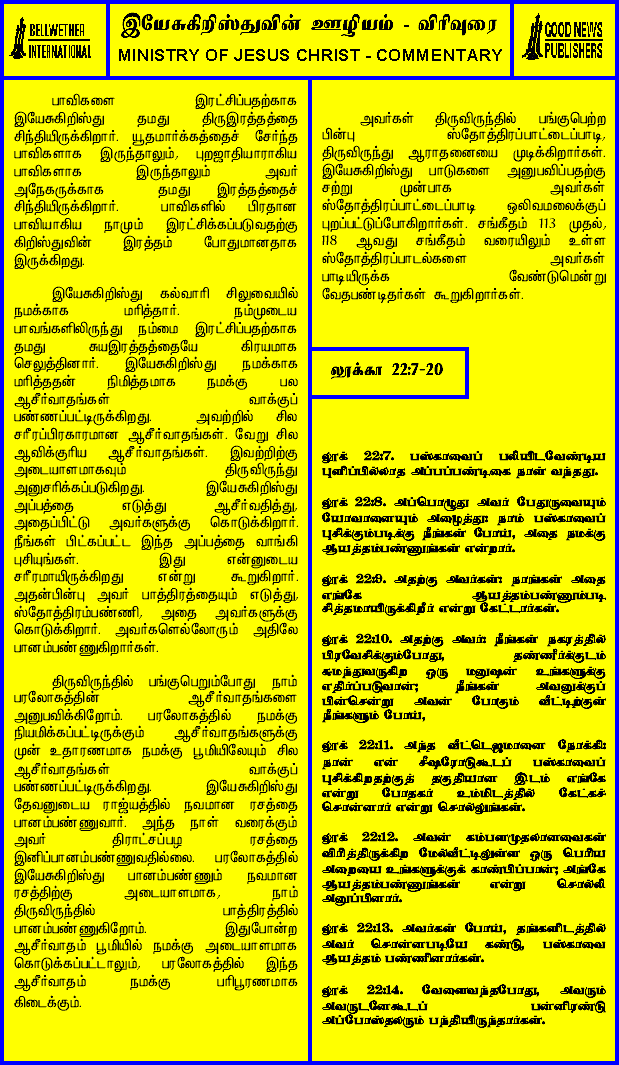 BELLWETHER
INTERNATIONAL
இயேசுகிறிஸ்துவின் ஊழியம் - விரிவுரை
MINISTRY OF JESUS CHRIST - COMMENTARY
GOOD NEWS
PUBLISHERS
பாவிகளை இரட்சிப்பதற்காக
இயேசுகிறிஸ்து தமது திருஇரத்தத்தை
சிந்தியிருக்கிறார். யூதமார்க்கத்தைச் சேர்ந்த
பாவிகளாக இருந்தாலும், புறஜாதியாராகிய
பாவிகளாக இருந்தாலும் அவர்
அநேகருக்காக தமது இரத்தத்தைச்
சிந்தியிருக்கிறார். பாவிகளில் பிரதான
பாவியாகிய நாமும் இரட்சிக்கப்படுவதற்கு
கிறிஸ்துவின் இரத்தம் போதுமானதாக
இருக்கிறது.
இயேசுகிறிஸ்து கல்வாரி சிலுவையில்
நமக்காக மரித்தார். நம்முடைய
பாவங்களிலிருந்து நம்மை இரட்சிப்பதற்காக
தமது சுயஇரத்தத்தையே கிரயமாக
செலுத்தினார். இயேசுகிறிஸ்து நமக்காக
மரித்ததன் நிமித்தமாக நமக்கு பல
ஆசீர்வாதங்கள் வாக்குப்
பண்ணப்பட்டிருக்கிறது. அவற்றில் சில
சரீரப்பிரகாரமான ஆசீர்வாதங்கள். வேறு சில
ஆவிக்குரிய ஆசீர்வாதங்கள். இவற்றிற்கு
அடையாளமாகவும் திருவிருந்து
அனுசரிக்கப்படுகிறது. இயேசுகிறிஸ்து
அப்பத்தை எடுத்து ஆசீர்வதித்து,
அதைப்பிட்டு அவர்களுக்கு கொடுக்கிறார்.
நீங்கள் பிட்கப்பட்ட இந்த அப்பத்தை வாங்கி
புசியுங்கள். இது என்னுடைய
சரீரமாயிருக்கிறது என்று கூறுகிறார்.
அதன்பின்பு அவர் பாத்திரத்தையும் எடுத்து,
ஸ்தோத்திரம்பண்ணி, அதை அவர்களுக்கு
கொடுக்கிறார். அவர்களெல்லோரும் அதிலே
பானம்பண்ணுகிறார்கள்.
திருவிருந்தில் பங்குபெறும்போது நாம்
பரலோகத்தின் ஆசீர்வாதங்களை
அனுபவிக்கிறோம். பரலோகத்தில் நமக்கு
நியமிக்கப்பட்டிருக்கும் ஆசீர்வாதங்களுக்கு
முன் உதாரணமாக நமக்கு பூமியிலேயும் சில
ஆசீர்வாதங்கள் வாக்குப்
பண்ணப்பட்டிருக்கிறது. இயேசுகிறிஸ்து
தேவனுடைய ராஜ்யத்தில் நவமான ரசத்தை
பானம்பண்ணுவார். அந்த நாள் வரைக்கும்
அவர் திராட்சப்பழ ரசத்தை
இனிப்பானம்பண்ணுவதில்லை. பரலோகத்தில்
இயேசுகிறிஸ்து பானம்பண்ணும் நவமான
ரசத்திற்கு அடையாளமாக, நாம்
திருவிருந்தில் பாத்திரத்தில்
பானம்பண்ணுகிறோம். இதுபோன்ற
ஆசீர்வாதம் பூமியில் நமக்கு அடையாளமாக
கொடுக்கப்பட்டாலும், பரலோகத்தில் இந்த
ஆசீர்வாதம் நமக்கு பரிபூரணமாக
கிடைக்கும்.
அவர்கள் திருவிருந்தில் பங்குபெற்ற
பின்பு ஸ்தோத்திரப்பாட்டைப்பாடி,
திருவிருந்து ஆராதனையை முடிக்கிறார்கள்.
இயேசுகிறிஸ்து பாடுகளை அனுபவிப்பதற்கு
சற்று முன்பாக அவர்கள்
ஸ்தோத்திரப்பாட்டைப்பாடி ஒலிவமலைக்குப்
புறப்பட்டுப்போகிறார்கள். சங்கீதம் 113 முதல்,
118 ஆவது சங்கீதம் வரையிலும் உள்ள
ஸ்தோத்திரப்பாடல்களை அவர்கள்
பாடியிருக்க வேண்டுமென்று
வேதபண்டிதர்கள் கூறுகிறார்கள்.
லூக்கா 22:7-20
லூக் 22:7. பஸ்காவைப் பலியிடவேண்டிய
புளிப்பில்லாத அப்பப்பண்டிகை நாள் வந்தது.
லூக் 22:8. அப்பொழுது அவர் பேதுருவையும்
யோவானையும் அழைத்து: நாம் பஸ்காவைப்
புசிக்கும்படிக்கு நீங்கள் போய், அதை நமக்கு
ஆயத்தம்பண்ணுங்கள் என்றார்.
லூக் 22:9. அதற்கு அவர்கள்: நாங்கள் அதை
எங்கே ஆயத்தம்பண்ணும்படி
சித்தமாயிருக்கிறீர் என்று கேட்டார்கள்.
லூக் 22:10. அதற்கு அவர்: நீங்கள் நகரத்தில்
பிரவேசிக்கும்போது, தண்ணீர்க்குடம்
சுமந்துவருகிற ஒரு மனுஷன் உங்களுக்கு
எதிர்ப்படுவான்; நீங்கள் அவனுக்குப்
பின்சென்று அவன் போகும் வீட்டிற்குள்
நீங்களும் போய்,
லூக் 22:11. அந்த வீட்டெஜமானை நோக்கி:
நான் என் சீஷரோடுகூடப் பஸ்காவைப்
புசிக்கிறதற்குத் தகுதியான இடம் எங்கே
என்று போதகர் உம்மிடத்தில் கேட்கச்
சொன்னார் என்று சொல்லுங்கள்.
லூக் 22:12. அவன் கம்பளமுதலானவைகள்
விரித்திருக்கிற மேல்வீட்டிலுள்ள ஒரு பெரிய
அறையை உங்களுக்குக் காண்பிப்பான்; அங்கே
ஆயத்தம்பண்ணுங்கள் என்று சொல்லி
அனுப்பினார்.
லூக் 22:13. அவர்கள் போய், தங்களிடத்தில்
அவர் சொன்னபடியே கண்டு, பஸ்காவை
ஆயத்தம் பண்ணினார்கள்.
லூக் 22:14. வேளைவந்தபோது, அவரும்
அவருடனேகூடப் பன்னிரண்டு
அப்போஸ்தலரும் பந்தியிருந்தார்கள்.